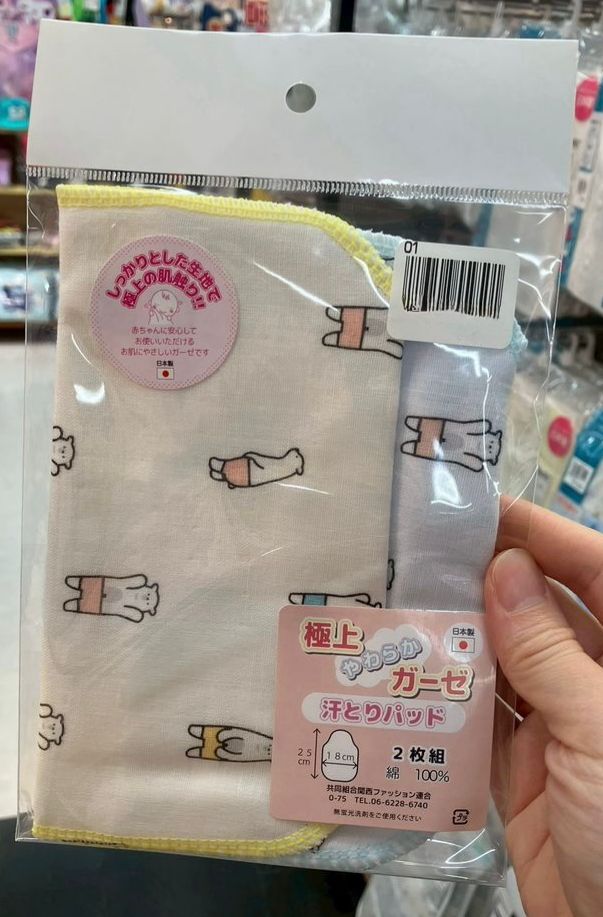 01
しっかりとした生地で
極上の肌触り!!
赤ちゃんに安心して
お使いいただける
お肌にやさしいガーゼです
日本製
極上
やわらか
ガーゼ
日本製
汗とりパッド
25cm
18cm
2枚組
綿 100%
共同組合関西ファッション連合
0-75 TEL.06-6228-6740
無蛍光洗剤をご使用ください
プラ